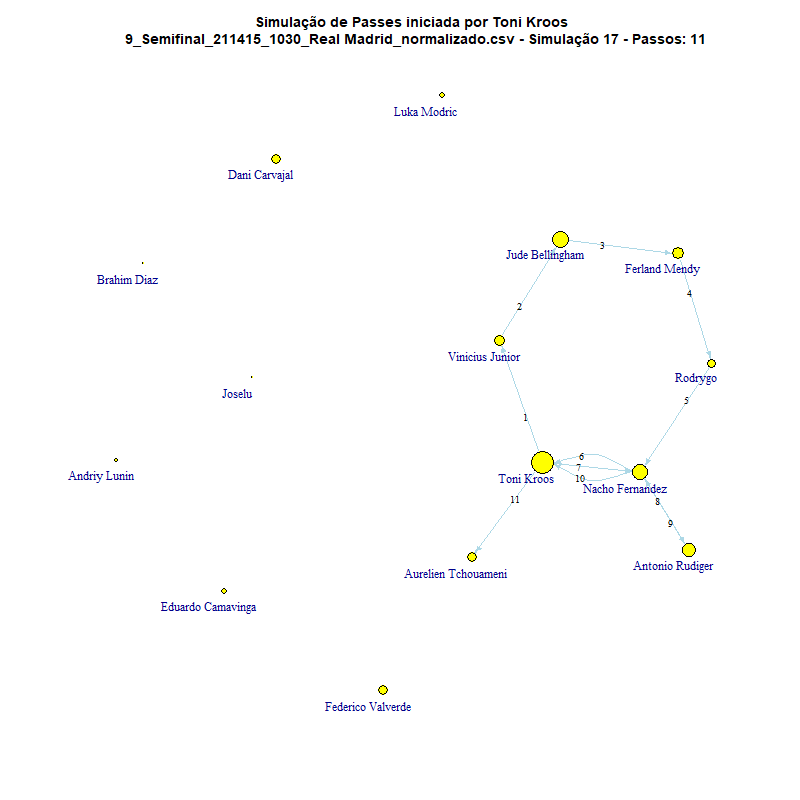 Simulação de Passes iniciada por Toni Kroos
9_Semifinal_211415_1030_Real Madrid_normalizado.csv - Simulação 17 - Passos: 11
Luka Modric
Dani Carvajal
Jude Bellingham
3
Ferland Mendy
Brahim Diaz
4
2
Vinicius Junior
Rodrygo
Joselu
5
1
6
7
Andriy Lunin
Toni Kroos
10
Nacho Fernandez
11
8
9
Aurelien Tchouameni
Antonio Rudiger
Eduardo Camavinga
Federico Valverde